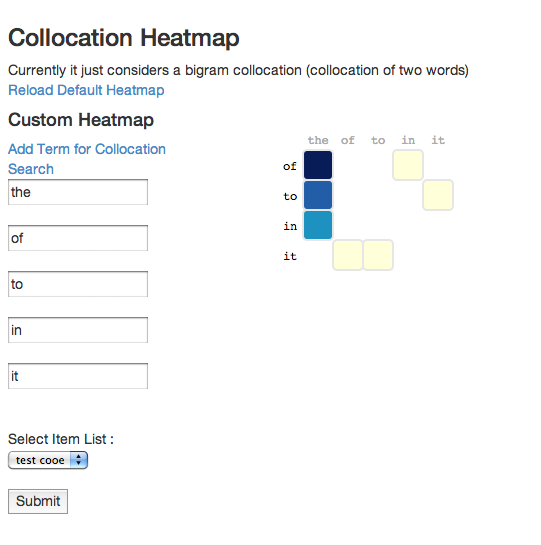 Collocation Heatmap
Currently it just considers a bigram collocation (collocation of two words)
Reload Default Heatmap
Custom Heatmap
Add Term for Collocation
Search
the
of
to
in
it
Select Item List :
test cooe
Submit
the of to in it
of
to
in
it